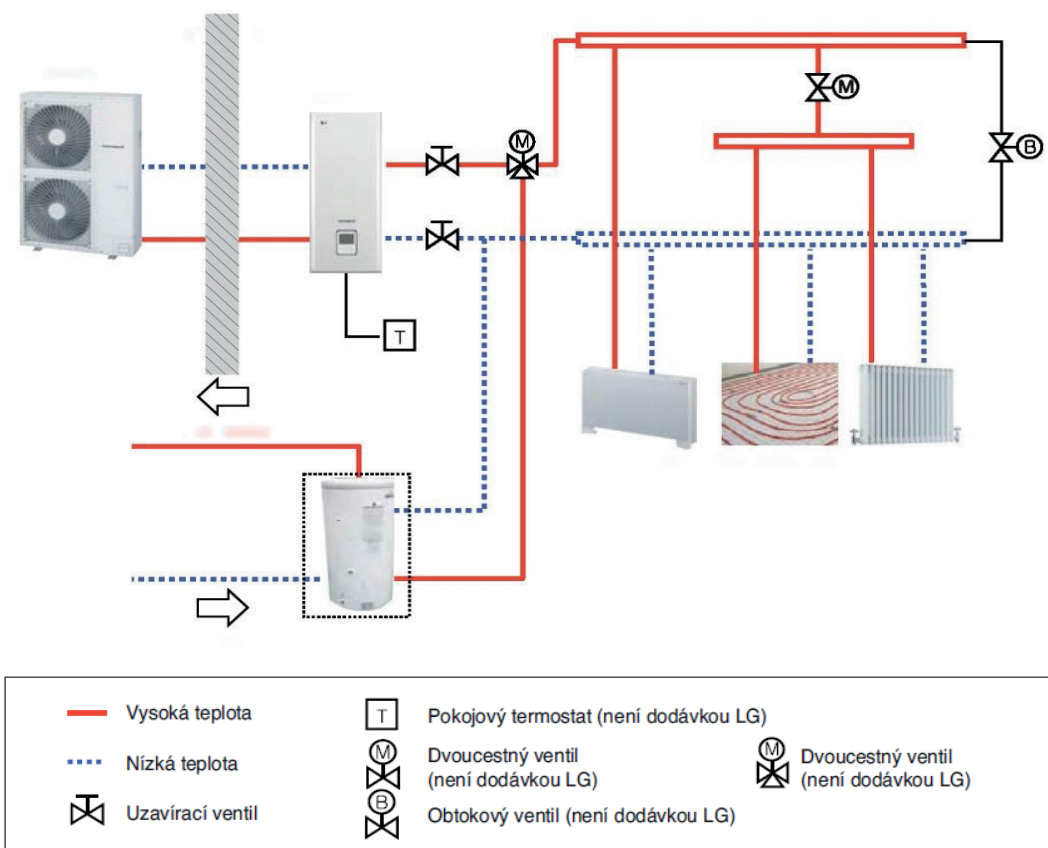 M
M
B
T
Vysoká teplota
Nízká teplota
Uzavírací ventil
T
Pokojový termostat (není dodávkou LG)
M
Dvoucestný ventil
(není dodávkou LG)
B
Obtokový ventil (není dodávkou LG)
M
Dvoucestný ventil
(není dodávkou LG)